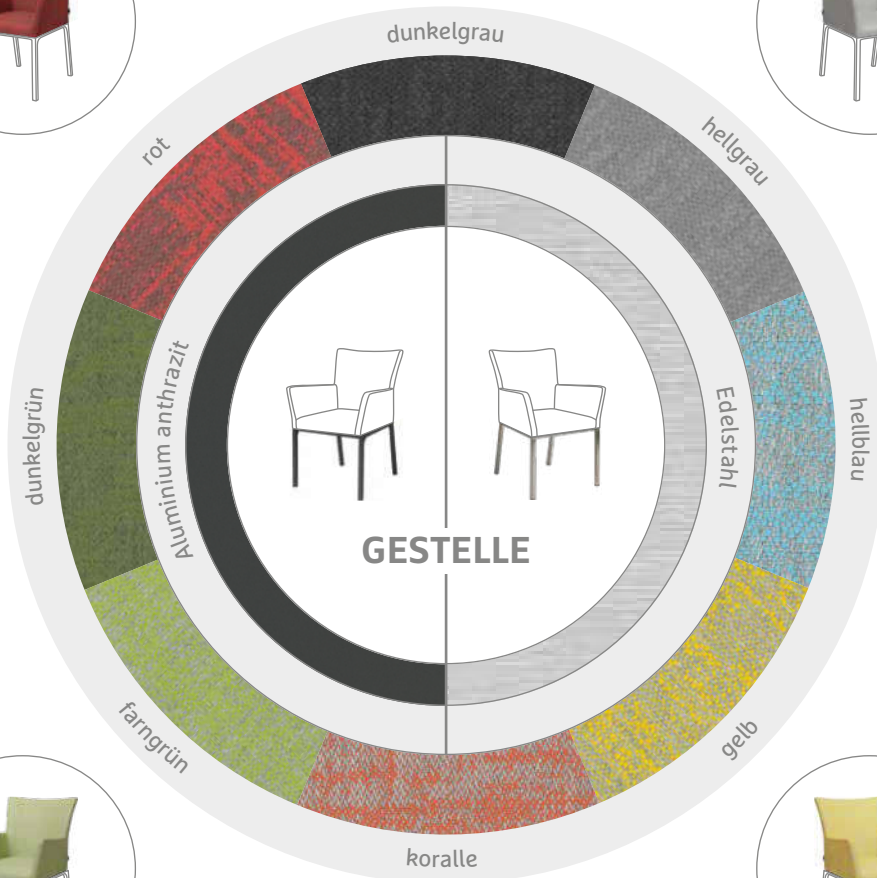 dunkelgrau
hellgrau
hellblau
gelb
koralle
farngrün
dunkelgrün
rot
Aluminium anthrazit
Edelstahl
GESTELLE